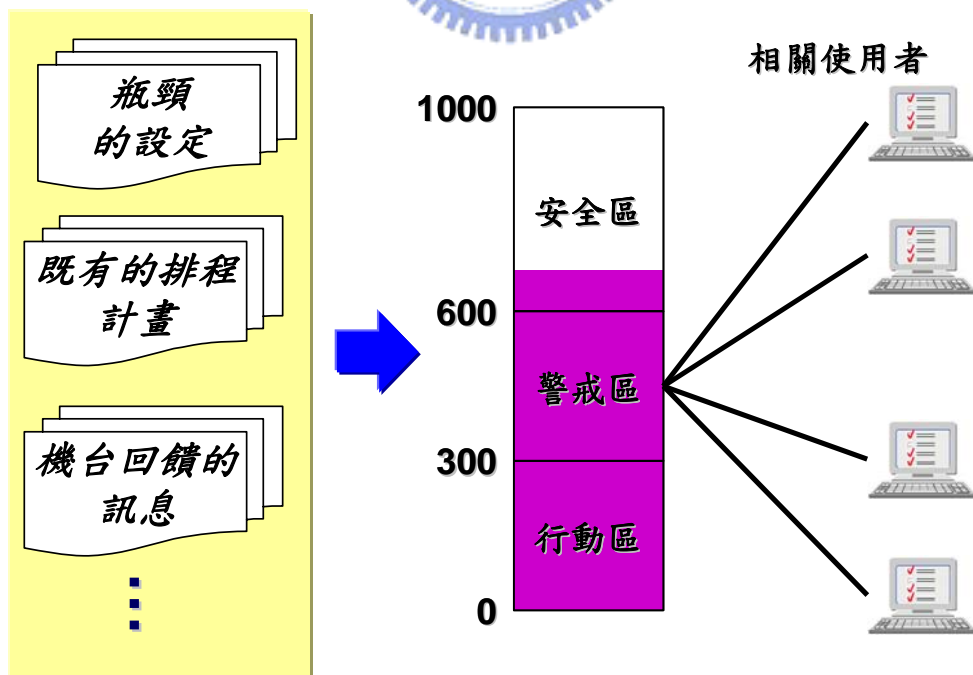 瓶頸
的設定
既有的排程
計畫
機台回饋的
訊息
1000
安全區
600
警戒區
300
行動區
0
相關使用者